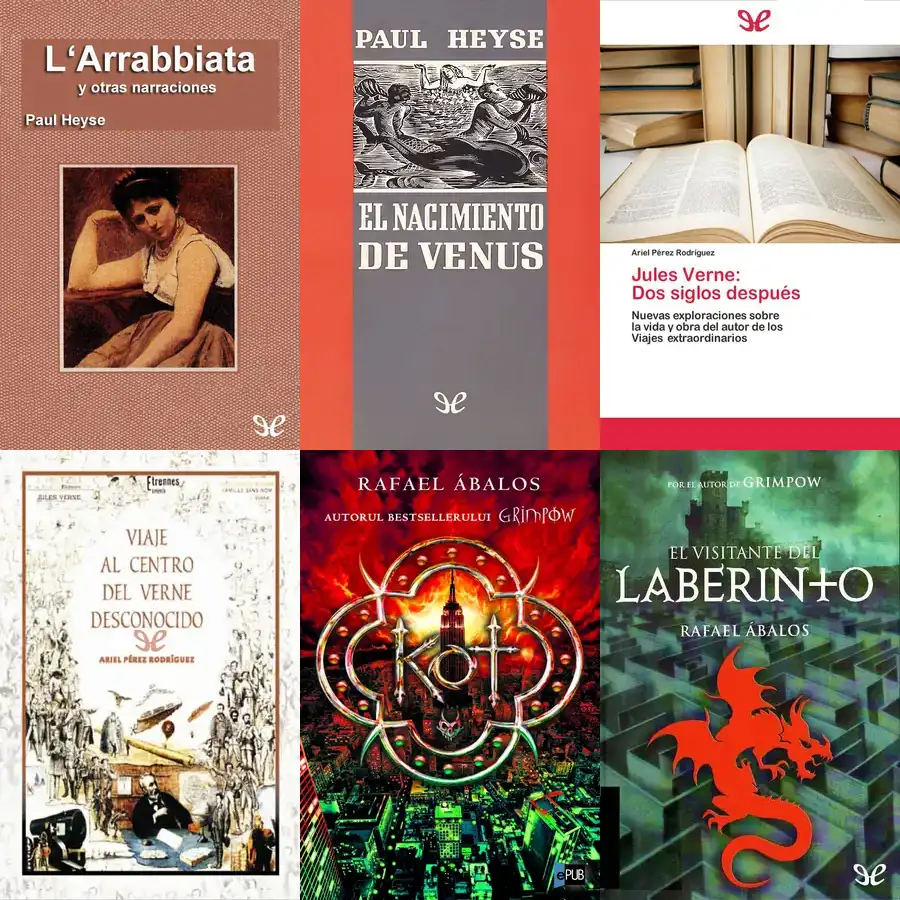 L‘Arrabbiata
y otras narraciones
Paul Heyse
PAUL HEYSE
EL NACIMIENTO
DE VENUS
Ariel Pérez Rodríguez
Jules Verne:
Dos siglos después
Nuevas exploraciones sobre
la vida y obra del autor de los
Viajes extraordinarios
Etrennes
VIAJE
AL CENTRO
DEL VERNE
DESCONOCIDO
ARIEL PÉREZ RODRÍGUEZ
RAFAEL ÁBALOS
AUTORUL BESTSELLERULUI GRIMPOW
KOT
ePUB
POR EL AUTOR DE GRIMPOW
EL VISITANTE DEL
LABERINTO
RAFAEL ÁBALOS